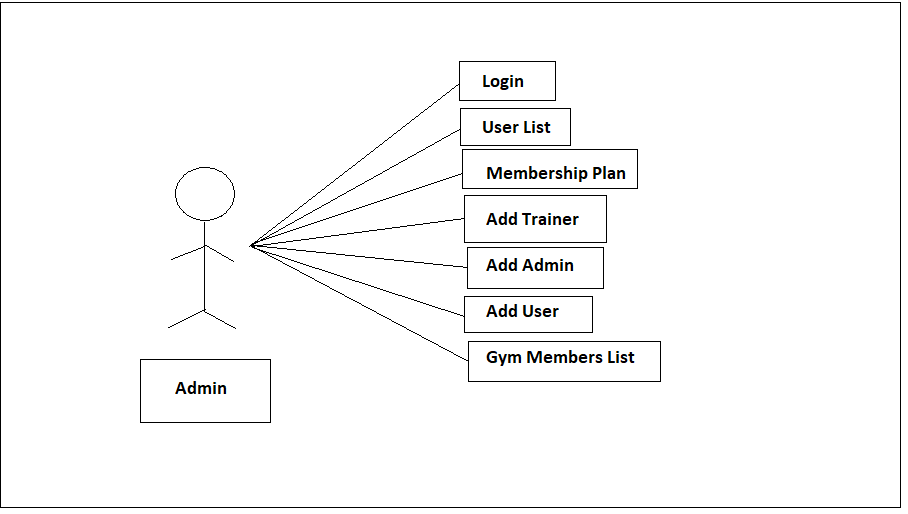 Login
User List
Membership Plan
Add Trainer
Add Admin
Add User
Gym Members List
Admin